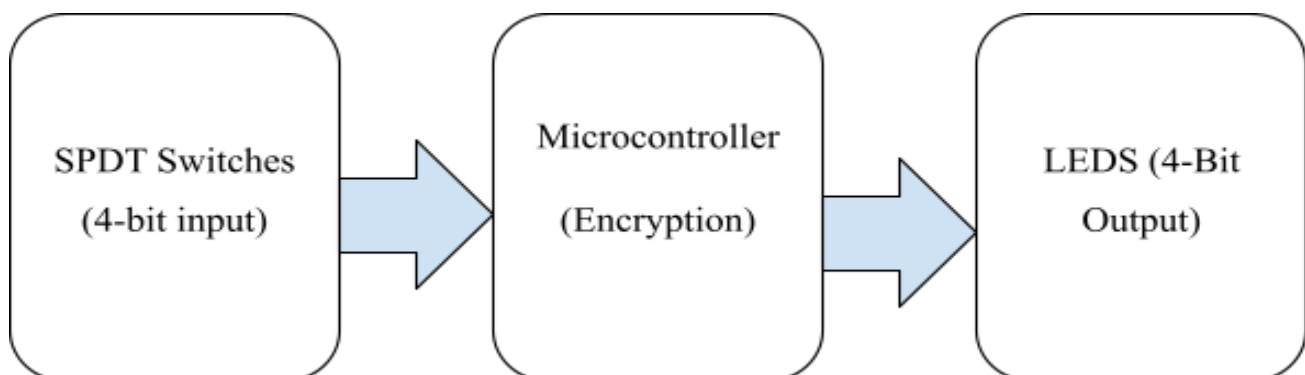 SPDT Switches
(4-bit input)
Microcontroller
(Encryption)
LEDS (4-Bit
Output)